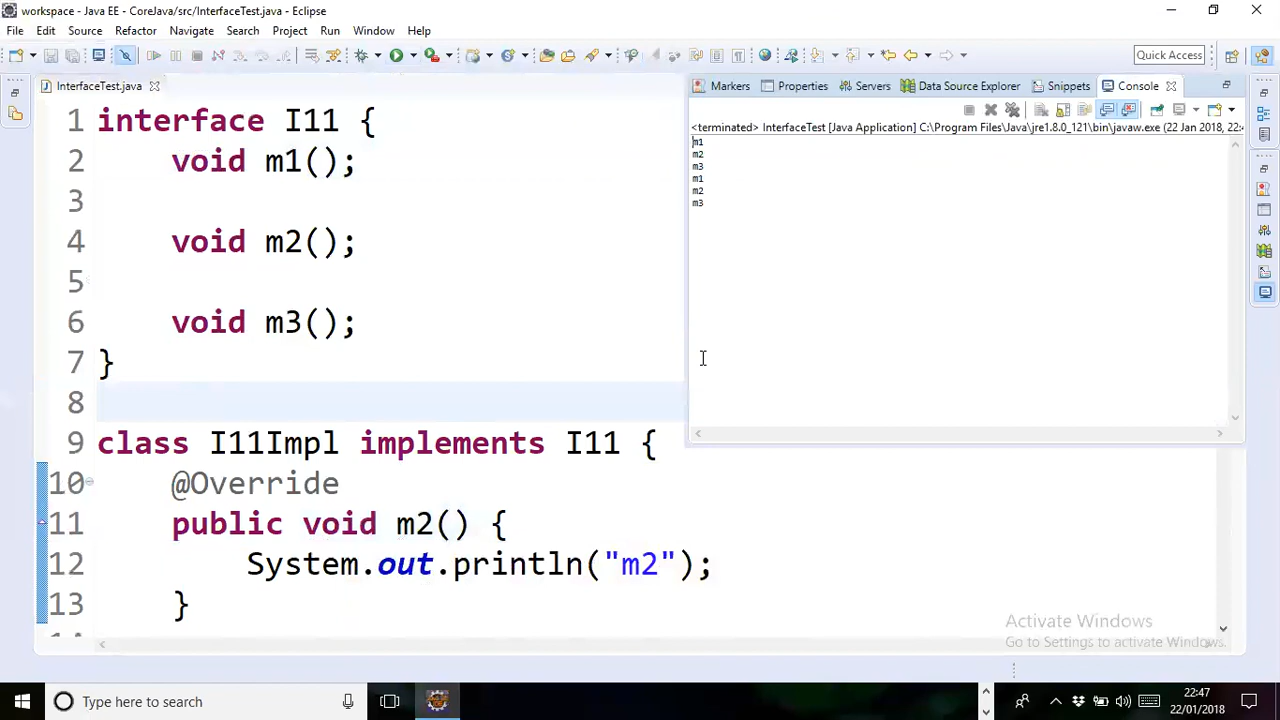 workspace - Java EE - CoreJava/src/InterfaceTest.java - Eclipse
File Edit Source Refactor Navigate Search Project Run Window Help
Quick Access
InterfaceTest.java
Markers Properties Servers Data Source Explorer Snippets Console
<terminated> InterfaceTest [Java Application] C:\Program Files\Java\jre1.8.0_121\bin\javaw.exe (22 Jan 2018, 22:4
m1
m2
m3
m1
m2
m3
1 interface I11 {
2 void m1();
3
4 void m2();
5
6 void m3();
7 }
8
9 class I11Impl implements I11 {
10 @Override
11 public void m2() {
12 System.out.println("m2");
13 }
Activate Windows
Go to Settings to activate Windows.
Type here to search
22:47
22/01/2018